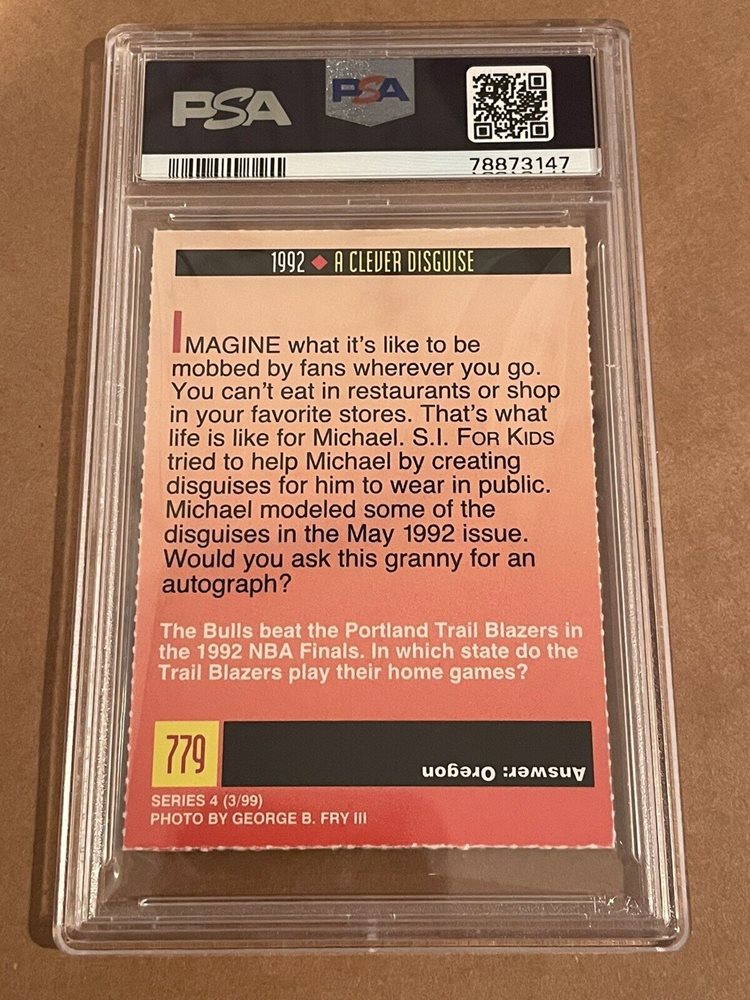 PSA
PSA
78873147
1992 ♦ A CLEVER DISGUISE
IMAGINE what it's like to be
mobbed by fans wherever you go.
You can't eat in restaurants or shop
in your favorite stores. That's what
life is like for Michael. S.I. FOR KIDS
tried to help Michael by creating
disguises for him to wear in public.
Michael modeled some of the
disguises in the May 1992 issue.
Would you ask this granny for an
autograph?
The Bulls beat the Portland Trail Blazers in
the 1992 NBA Finals. In which state do the
Trail Blazers play their home games?
779
Answer: Oregon
SERIES 4 (3/99)
PHOTO BY GEORGE B. FRY III